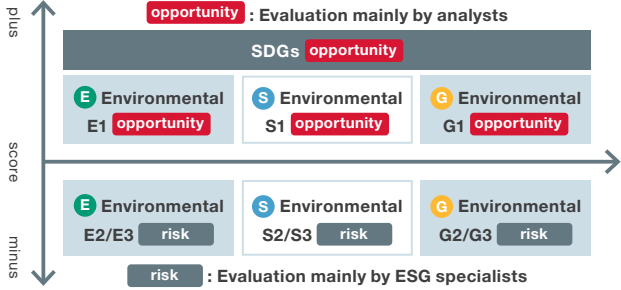 plus
opportunity : Evaluation mainly by analysts
SDGs opportunity
E Environmental
E1 opportunity
S Environmental
S1 opportunity
G Environmental
G1 opportunity
score
E Environmental
E2/E3 risk
S Environmental
S2/S3 risk
G Environmental
G2/G3 risk
minus
risk : Evaluation mainly by ESG specialists